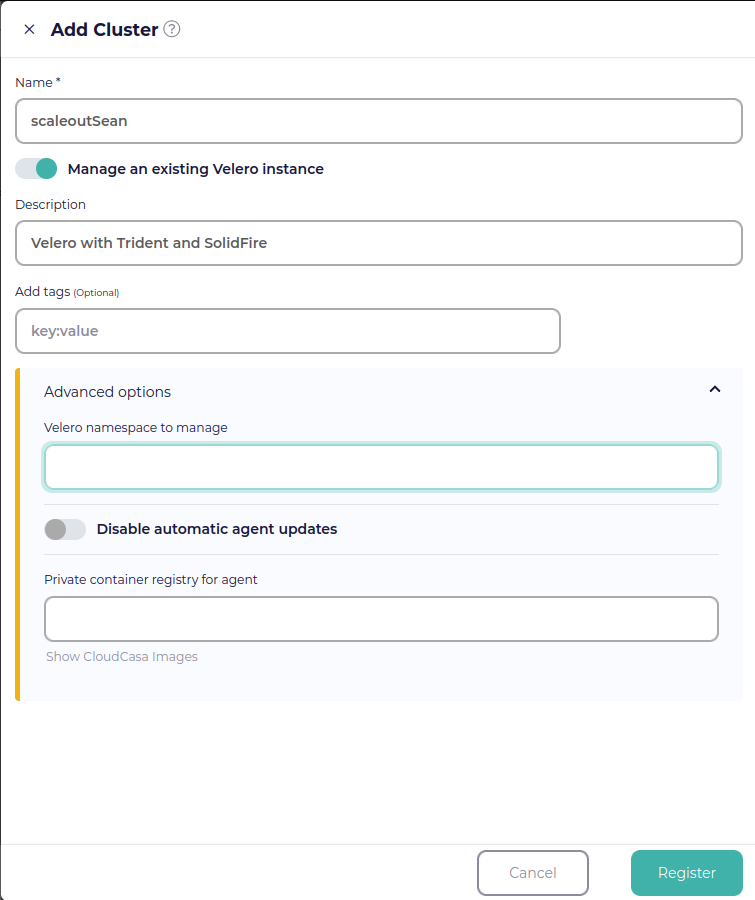 Add Cluster ?
Name *
scaleoutSean
Manage an existing Velero instance
Description
Velero with Trident and SolidFire
Add tags (Optional)
key:value
Advanced options
Velero namespace to manage
Disable automatic agent updates
Private container registry for agent
Show CloudCasa Images
Cancel
Register